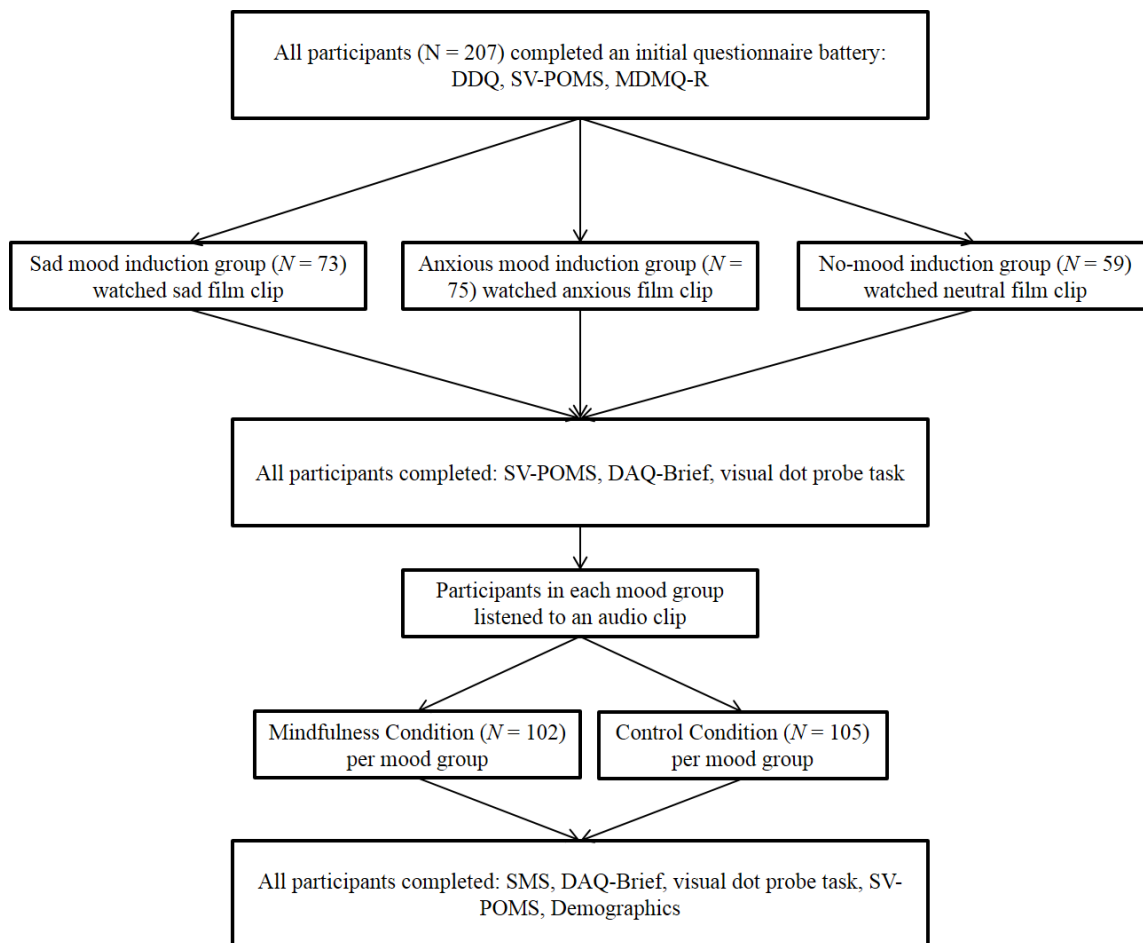 All participants (N = 207) completed an initial questionnaire battery:
DDQ, SV-POMS, MDMQ-R
Sad mood induction group (N = 73)
watched sad film clip
Anxious mood induction group (N =
75) watched anxious film clip
No-mood induction group (N = 59)
watched neutral film clip
All participants completed: SV-POMS, DAQ-Brief, visual dot probe task
Participants in each mood group
listened to an audio clip
Mindfulness Condition (N = 102)
per mood group
Control Condition (N = 105)
per mood group
All participants completed: SMS, DAQ-Brief, visual dot probe task, SV-
POMS, Demographics